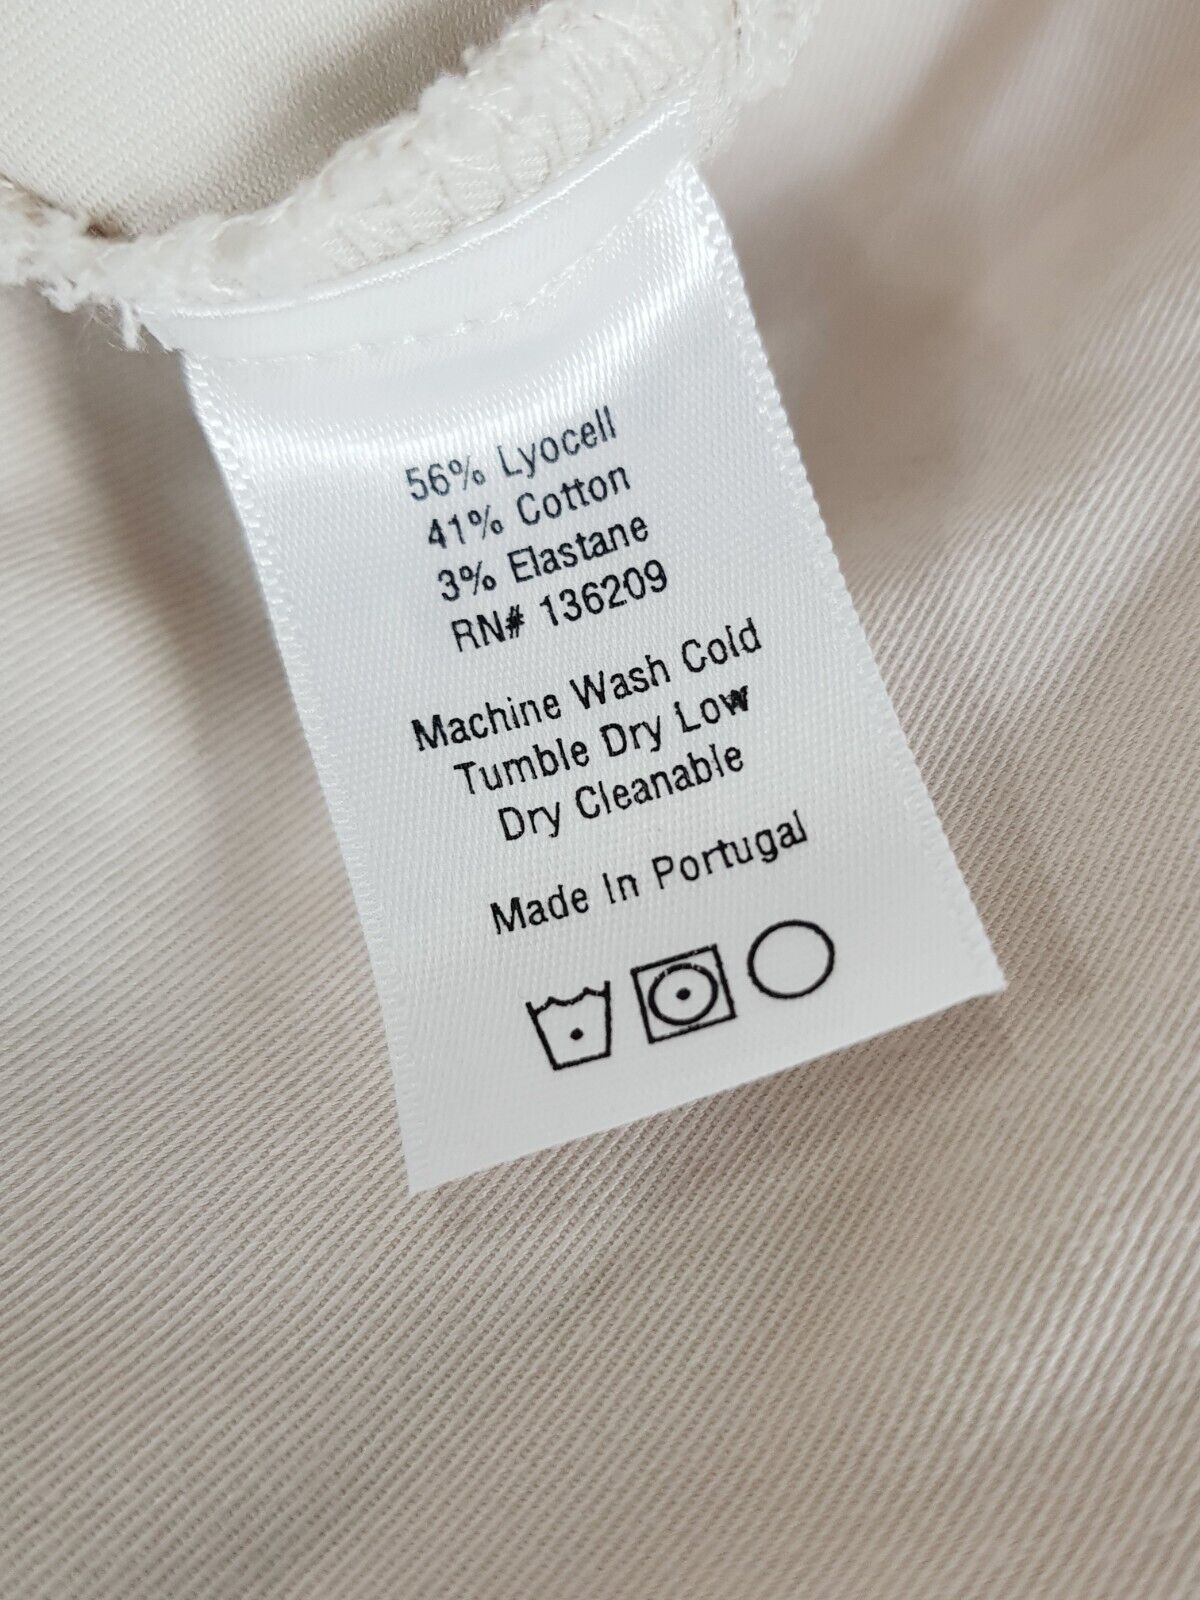 56% Lyocell
41% Cotton
3% Elastane
RN# 136209
Machine Wash Cold
Tumble Dry Low
Dry Cleanable
Made In Portugal